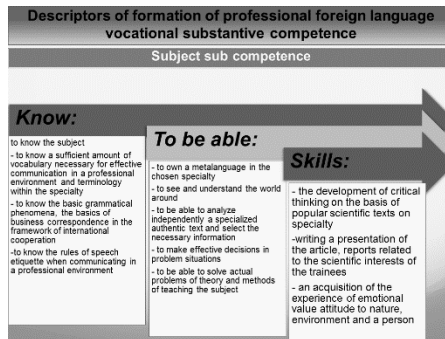 Descriptors of formation of professional foreign language
vocational substantive competence
Subject sub competence
Know:
to know the subject
- to know a sufficient amount of
vocabulary necessary for effective
communication in a professional
environment and terminology
within the specialty
- to know the basic grammatical
phenomena, the basics of
business correspondence in the
framework of international
cooperation
-to know the rules of speech
etiquette when communicating in
a professional environment
To be able:
- to own a metalanguage in the
chosen specialty
- to see and understand the world
around
- to be able to analyze
independently a specialized
authentic text and select the
necessary information
- to make effective decisions in
problem situations
- to be able to solve actual
problems of theory and methods
of teaching the subject
Skills:
- the development of critical
thinking on the basis of
popular scientific texts on
specialty
-writing a presentation of
the article, reports related
to the scientific interests of
the trainees
- an acquisition of the
experience of emotional
value attitude to nature,
environment and a person